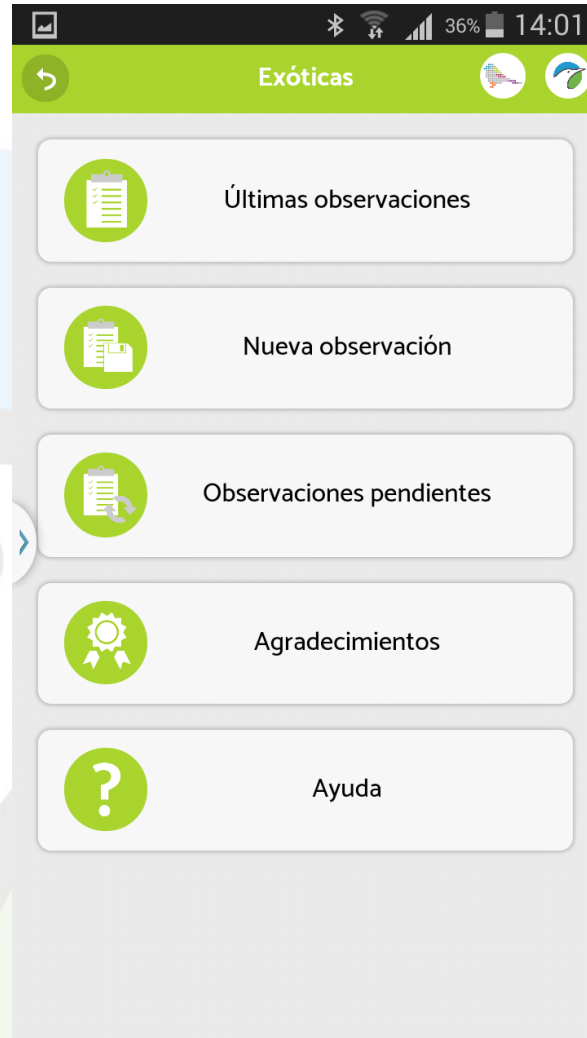 36% 14:01
Exóticas
Últimas observaciones
Nueva observación
Observaciones pendientes
Agradecimientos
Ayuda